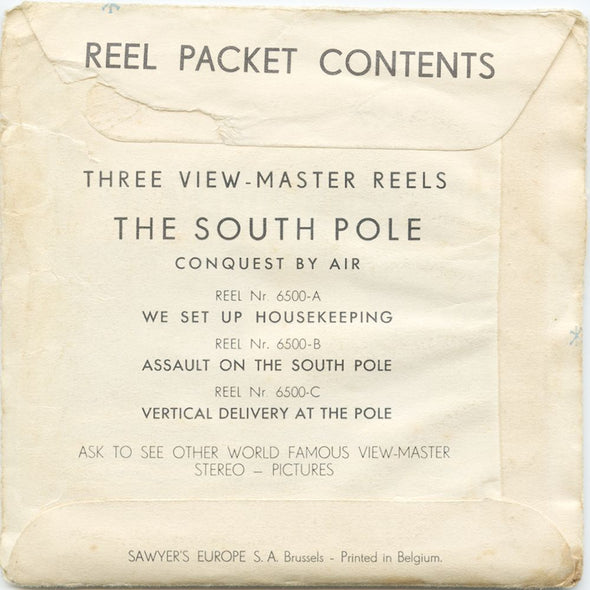 REEL PACKET CONTENTS
THREE VIEW-MASTER REELS
THE SOUTH POLE
CONQUEST BY AIR
REEL Nr. 6500-A
WE SET UP HOUSEKEEPING
REEL Nr. 6500-B
ASSAULT ON THE SOUTH POLE
REEL Nr. 6500-C
VERTICAL DELIVERY AT THE POLE
ASK TO SEE OTHER WORLD FAMOUS VIEW-MASTER
STEREO – PICTURES
SAWYER'S EUROPE S. A. Brussels - Printed in Belgium.